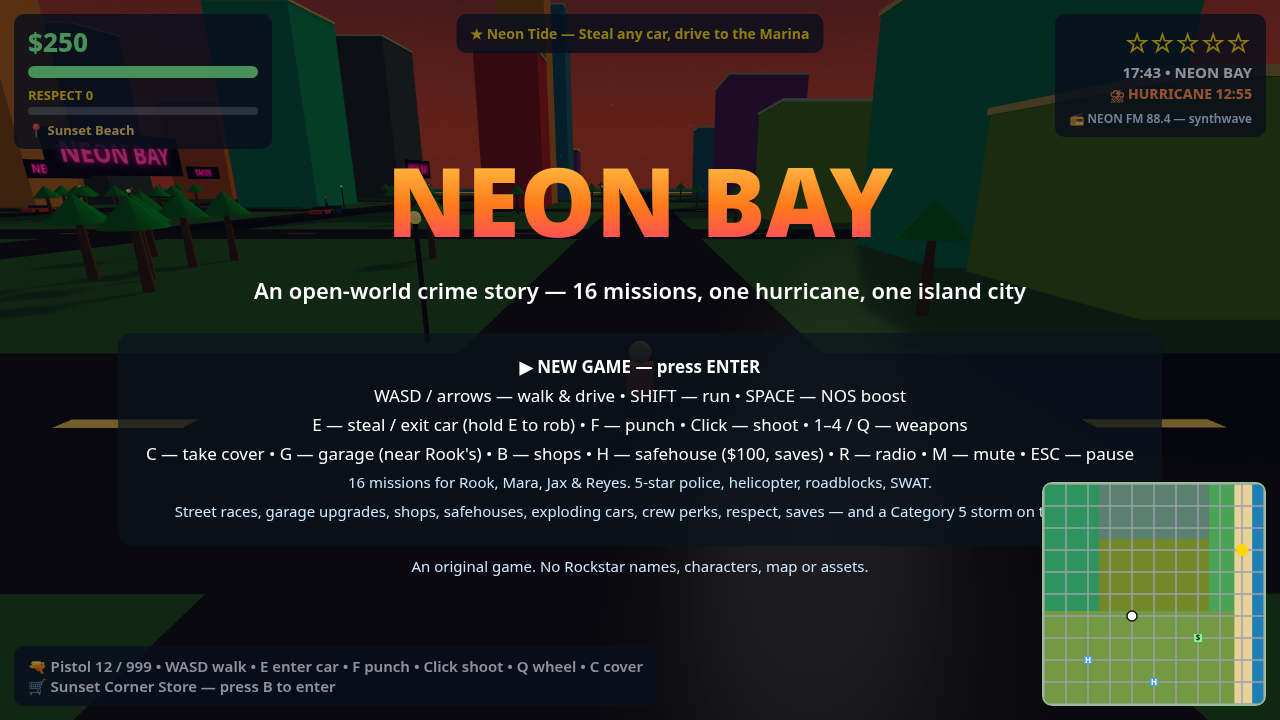 $250
RESPECT 0
📍 Sunset Beach
★ Neon Tide — Steal any car, drive to the Marina
☆☆☆☆☆
17:43 • NEON BAY
⛈ HURRICANE 12:55
📻 NEON FM 88.4 — synthwave
NEON BAY
NE
TACOS
NEON BAY
An open-world crime story — 16 missions, one hurricane, one island city
▶ NEW GAME — press ENTER
WASD / arrows — walk & drive • SHIFT — run • SPACE — NOS boost
E — steal / exit car (hold E to rob) • F — punch • Click — shoot • 1–4 / Q — weapons
C — take cover • G — garage (near Rook's) • B — shops • H — safehouse ($100, saves) • R — radio • M — mute • ESC — pause
16 missions for Rook, Mara, Jax & Reyes. 5-star police, helicopter, roadblocks, SWAT.
Street races, garage upgrades, shops, safehouses, exploding cars, crew perks, respect, saves — and a Category 5 storm on
An original game. No Rockstar names, characters, map or assets.
$
H
H
🔫 Pistol 12 / 999 • WASD walk • E enter car • F punch • Click shoot • Q wheel • C cover
🛒 Sunset Corner Store — press B to enter